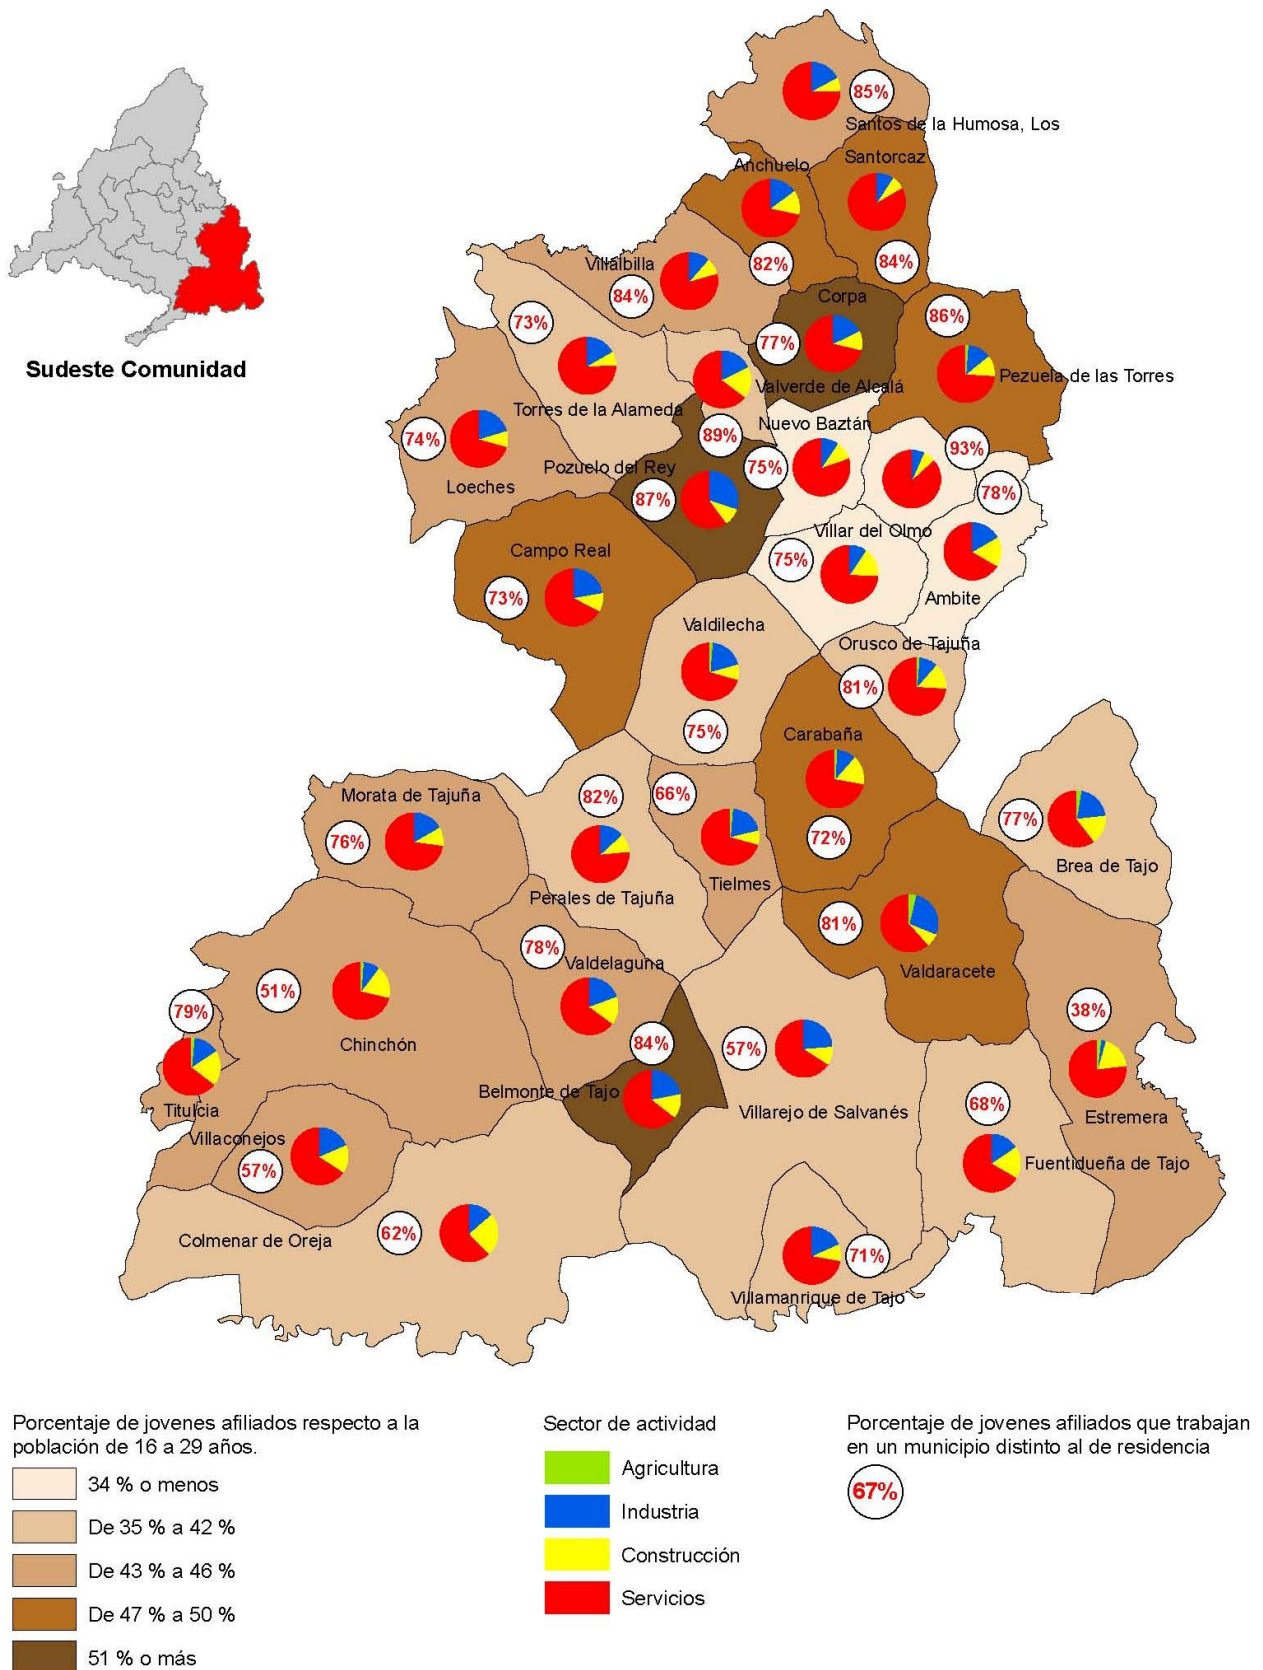 Sudeste Comunidad
85%
Santos de la Humosa, Los
Anchuelo
Santorcaz
82%
84%
Villalbilla
84%
Corpa
86%
73%
77%
Pezuela de las Torres
Valverde de Alcalá
Torres de la Alameda
Nuevo Baztán
74%
89%
93%
Loeches
Pozuelo del Rey
75%
78%
87%
Villar del Olmo
Campo Real
75%
73%
Ambite
Valdilecha
Orusco de Tajuña
81%
75%
Carabaña
Morata de Tajuña
82%
66%
76%
72%
77%
Brea de Tajo
Tielmes
Perales de Tajuña
81%
78%
Valdelaguna
Valdaracete
51%
79%
38%
Chinchón
84%
57%
Belmonte de Tajo
Titulcia
Villarejo de Salvanés
68%
Estremera
Villaconejos
57%
Fuentidueña de Tajo
Colmenar de Oreja
62%
71%
Villamanrique de Tajo
Porcentaje de jovenes afiliados respecto a la
población de 16 a 29 años.
34 % o menos
De 35 % a 42 %
De 43 % a 46 %
De 47 % a 50 %
51 % o más
Sector de actividad
Agricultura
Industria
Construcción
Servicios
Porcentaje de jovenes afiliados que trabajan
en un municipio distinto al de residencia
67%